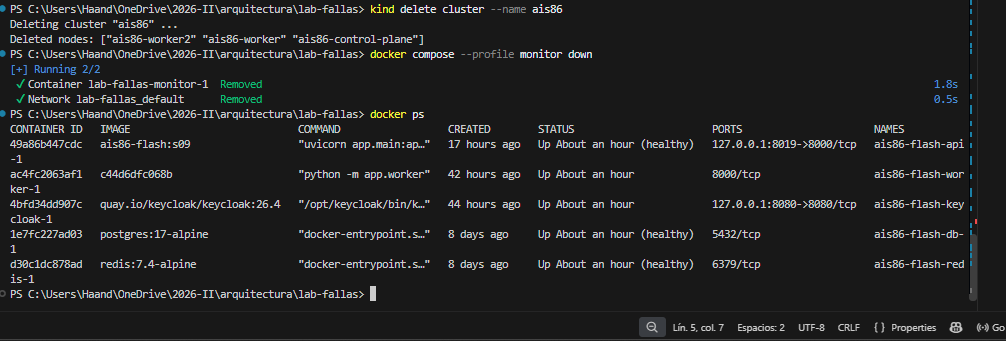 PS C:\Users\Haand\OneDrive\2026-II\arquitectura\lab-fallas> kind delete cluster --name ais86
Deleting cluster "ais86" ...
Deleted nodes: ["ais86-worker2" "ais86-worker" "ais86-control-plane"]
PS C:\Users\Haand\OneDrive\2026-II\arquitectura\lab-fallas> docker compose --profile monitor down
[+] Running 2/2
✓ Container lab-fallas-monitor-1 Removed 1.8s
✓ Network lab-fallas_default Removed 0.5s
PS C:\Users\Haand\OneDrive\2026-II\arquitectura\lab-fallas> docker ps
CONTAINER ID IMAGE COMMAND CREATED STATUS PORTS NAMES
49a86b447cdc ais86-flash:s09 "uvicorn app.main:ap…" 17 hours ago Up About an hour (healthy) 127.0.0.1:8019->8000/tcp ais86-flash-api
-1
ac4fc2063af1 c44d6dfc068b "python -m app.worker" 42 hours ago Up About an hour 8000/tcp ais86-flash-wor
ker-1
4bfd34dd907c quay.io/keycloak/keycloak:26.4 "/opt/keycloak/bin/k…" 44 hours ago Up About an hour 127.0.0.1:8080->8080/tcp ais86-flash-key
cloak-1
1e7fc227ad03 postgres:17-alpine "docker-entrypoint.s…" 8 days ago Up About an hour (healthy) 5432/tcp ais86-flash-db-
1
d30c1dc878ad redis:7.4-alpine "docker-entrypoint.s…" 8 days ago Up About an hour (healthy) 6379/tcp ais86-flash-red
is-1
PS C:\Users\Haand\OneDrive\2026-II\arquitectura\lab-fallas>
Lín. 5, col. 7 Espacios: 2 UTF-8 CRLF {} Properties Go